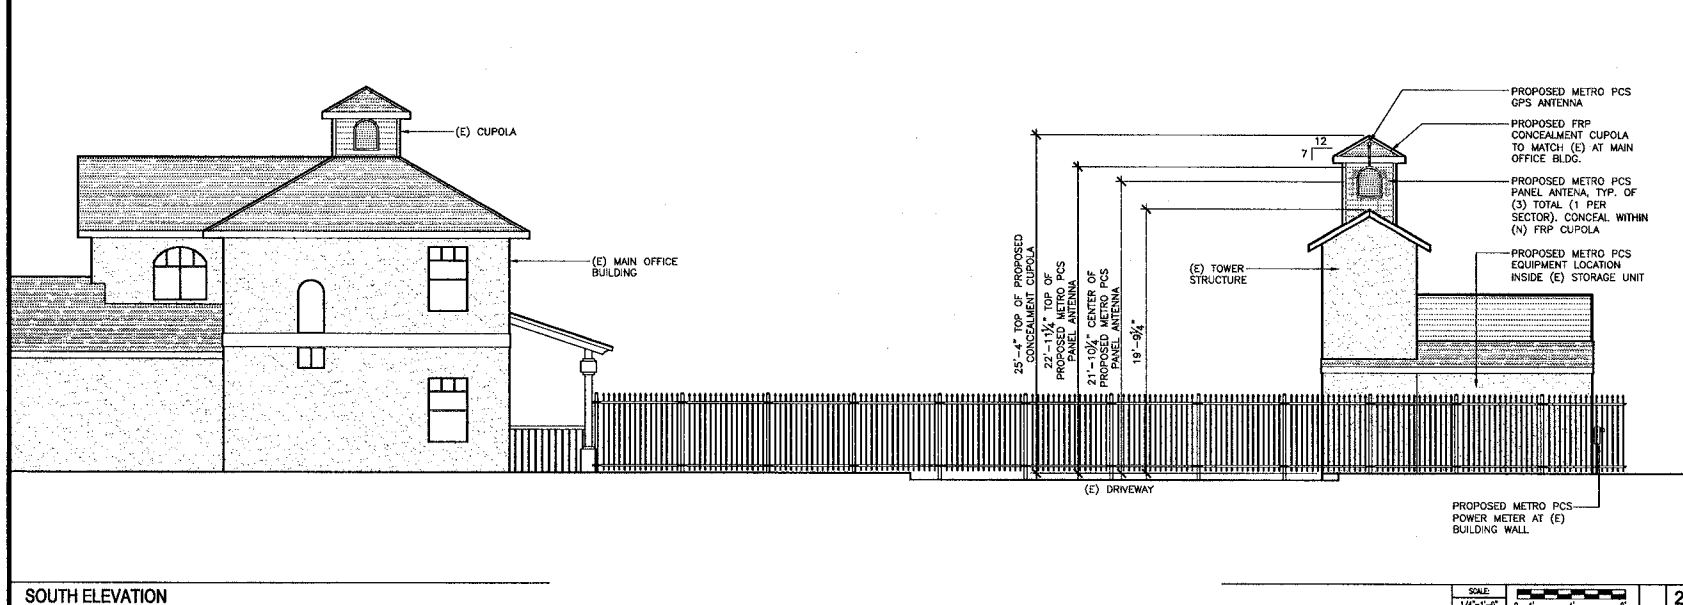 (E) CUPOLA
(E) MAIN OFFICE
BUILDING
25'-4" TOP OF PROPOSED
CONCEALMENT CUPOLA
22'-11¼" TOP OF
PROPOSED METRO PCS
PANEL ANTENNA
21'-10¼" CENTER OF
PROPOSED METRO PCS
PANEL ANTENNA
19'-9¼"
12
7
(E) TOWER
STRUCTURE
PROPOSED METRO PCS
GPS ANTENNA
PROPOSED FRP
CONCEALMENT CUPOLA
TO MATCH (E) AT MAIN
OFFICE BLDG.
PROPOSED METRO PCS
PANEL ANTENA, TYP. OF
(3) TOTAL (1 PER
SECTOR). CONCEAL WITHIN
(N) FRP CUPOLA
PROPOSED METRO PCS
EQUIPMENT LOCATION
INSIDE (E) STORAGE UNIT
(E) DRIVEWAY
PROPOSED METRO PCS
POWER METER AT (E)
BUILDING WALL
SOUTH ELEVATION
SCALE:
2